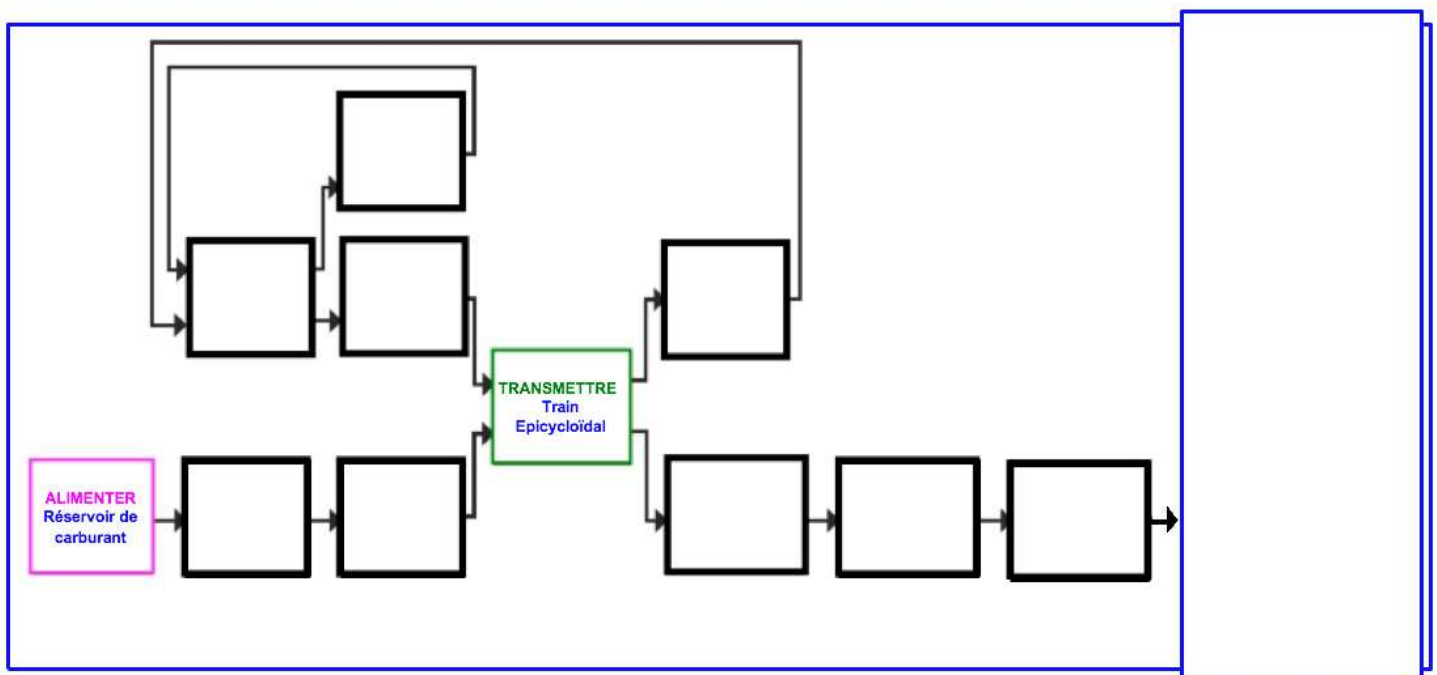 TRANSMETTRE
Train
Epicycloïdal
ALIMENTER
Réservoir de
carburant